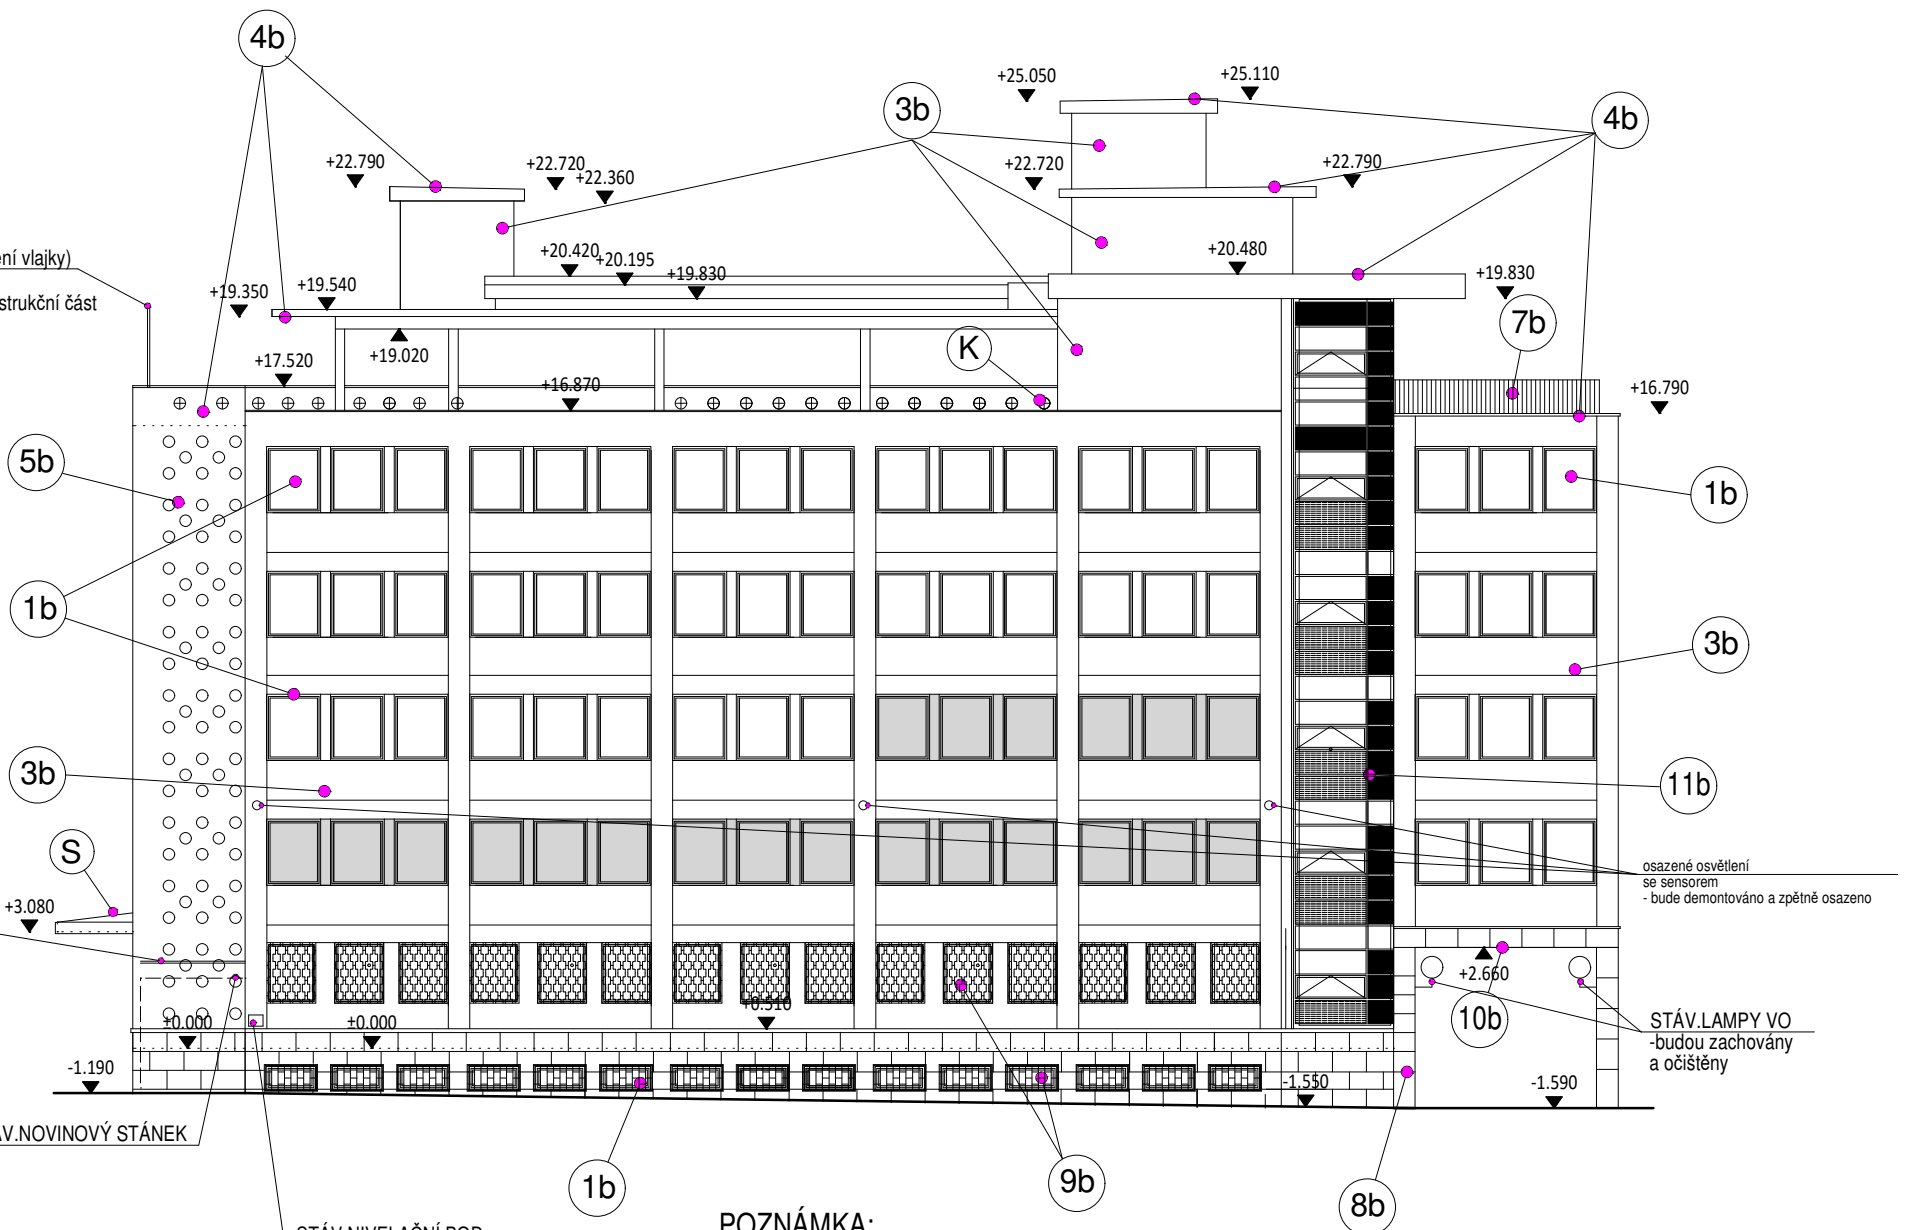 4b
+25.050
+25.110
3b
4b
+22.790
+22.720
+22.360
+22.720
+22.790
ení vlajky)
strukční část
+20.420
+20.195
+19.830
+20.480
+19.830
+19.350
+19.540
7b
+19.020
K
+17.520
+16.870
+16.790
5b
1b
1b
3b
3b
11b
S
osazené osvětlení
se sensorem
- bude demontováno a zpětně osazeno
+3.080
+2.660
+0.510
±0.000
±0.000
10b
STÁV.LAMPY VO
-budou zachovány
a očištěny
-1.190
-1.550
-1.590
V.NOVINOVÝ STÁNEK
1b
9b
8b
STÁV.NIVELAČNÍ BOD
POZNÁMKA: